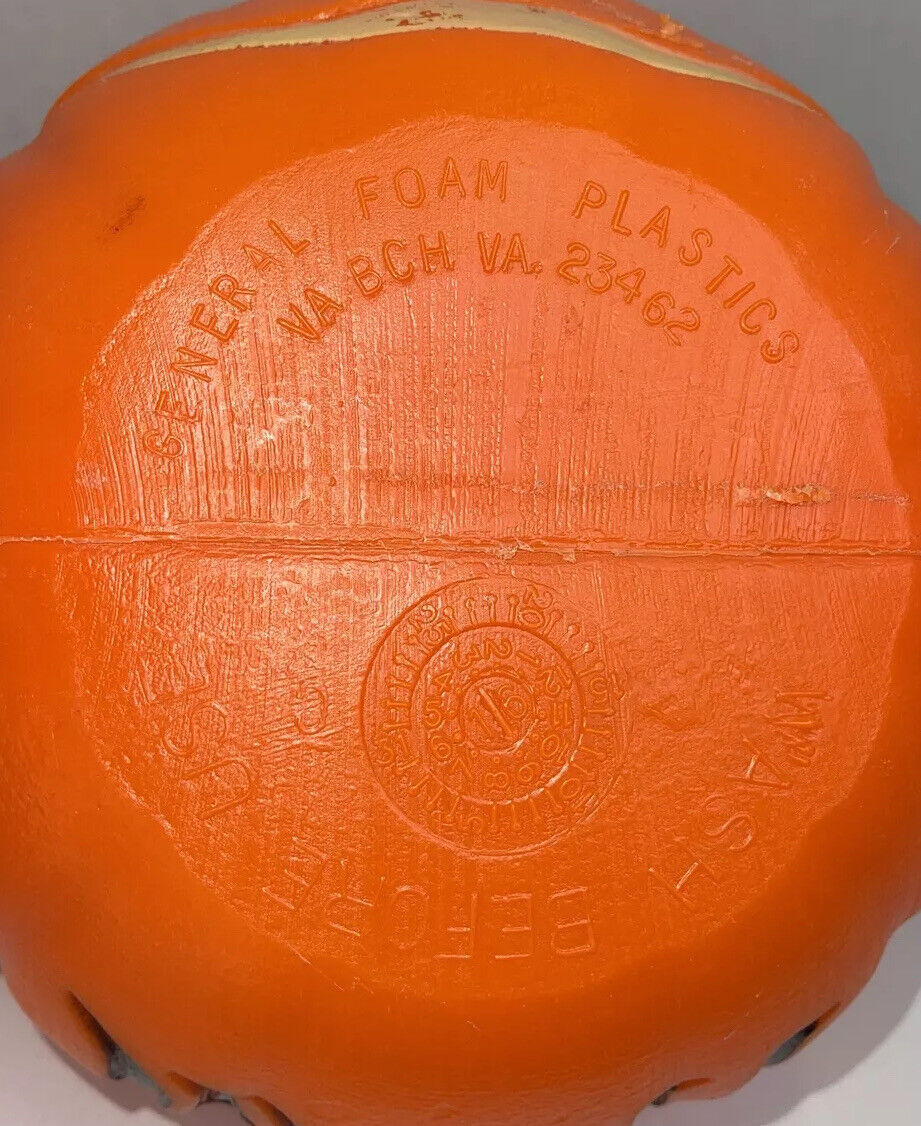 GENERAL FOAM PLASTICS
VA BCH VA. 23462
WASH BEFORE USE